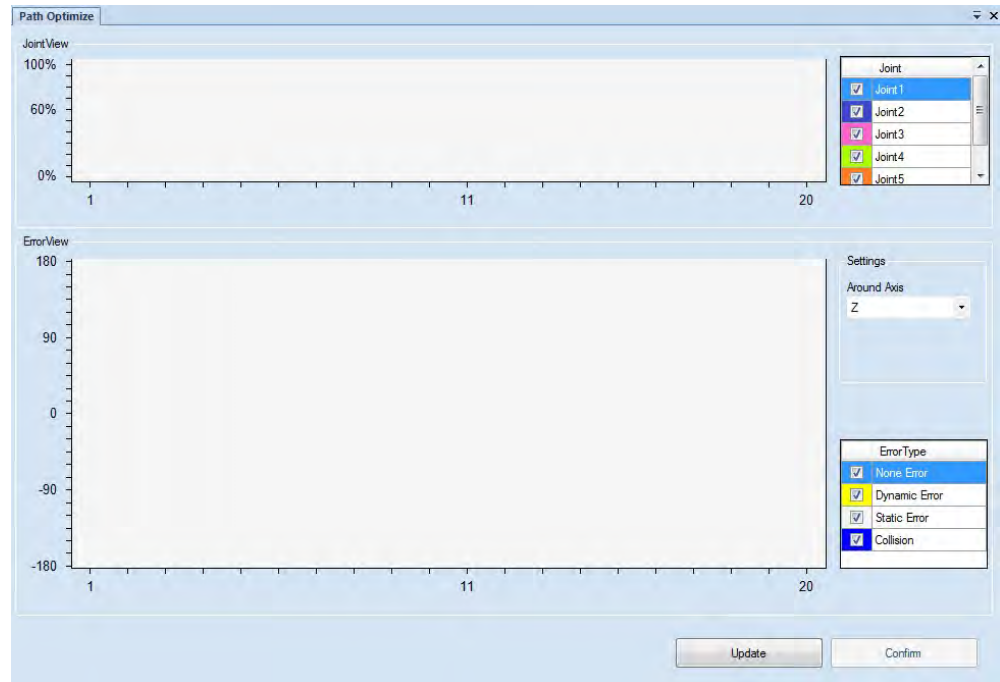 Path Optimize
JointView
100%
60%
0%
1 11 20
Joint
Joint1
Joint2
Joint3
Joint4
Joint5
ErrorView
180
90
0
-90
-180
1 11 20
Settings
Around Axis
Z
ErrorType
None Error
Dynamic Error
Static Error
Collision
Update Confirm